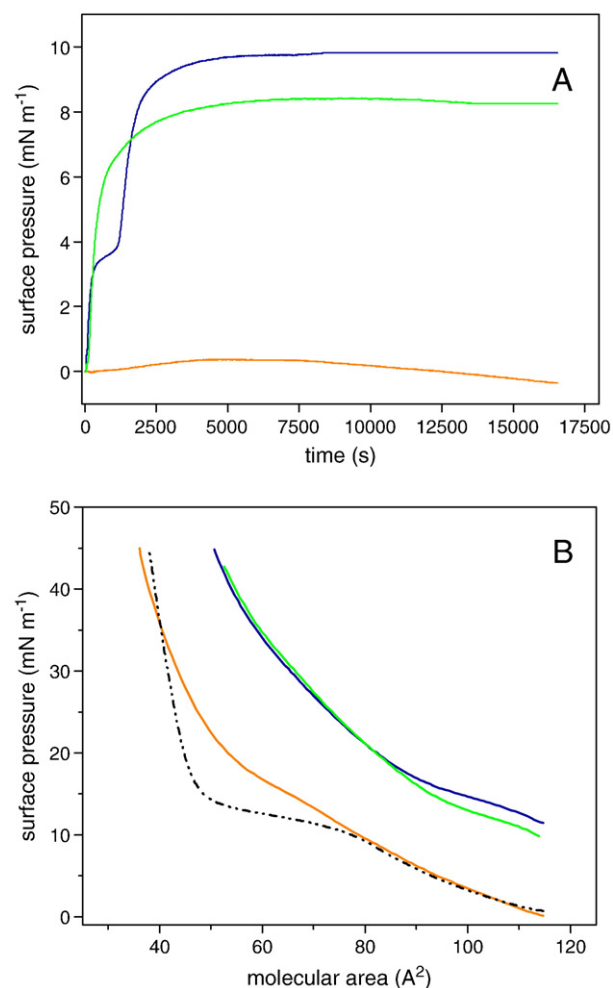 A
10
8
6
4
2
0
surface pressure (mN m⁻¹)
0 2500 5000 7500 10000 12500 15000 17500
time (s)
B
50
40
30
20
10
0
surface pressure (mN m⁻¹)
40 60 80 100 120
molecular area (A²)